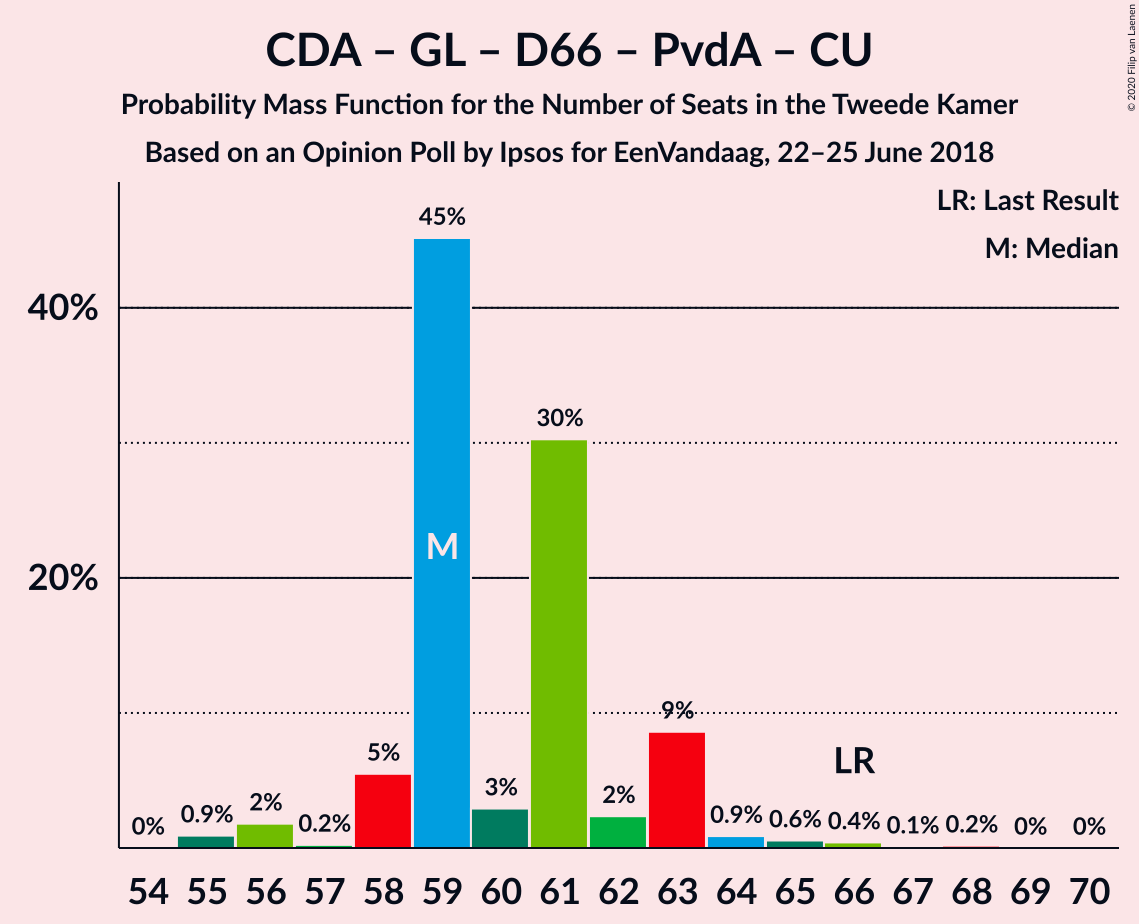 CDA – GL – D66 – PvdA – CU
Probability Mass Function for the Number of Seats in the Tweede Kamer
Based on an Opinion Poll by Ipsos for EenVandaag, 22–25 June 2018
© 2020 Filip van Laenen
LR: Last Result
M: Median
45%
40%
30%
M
20%
9%
LR
5%
3%
2%
2%
0% 0.9% 0.2% 0.9% 0.6% 0.4% 0.1% 0.2% 0% 0%
54 55 56 57 58 59 60 61 62 63 64 65 66 67 68 69 70